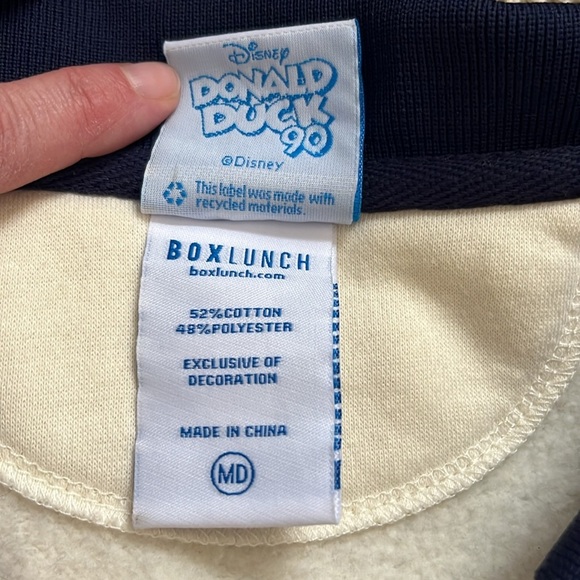 Disney
DONALD
DUCK
90
©Disney
This label was made with
recycled materials.
BOXLUNCH
boxlunch.com
52%COTTON
48%POLYESTER
EXCLUSIVE OF
DECORATION
MADE IN CHINA
MD